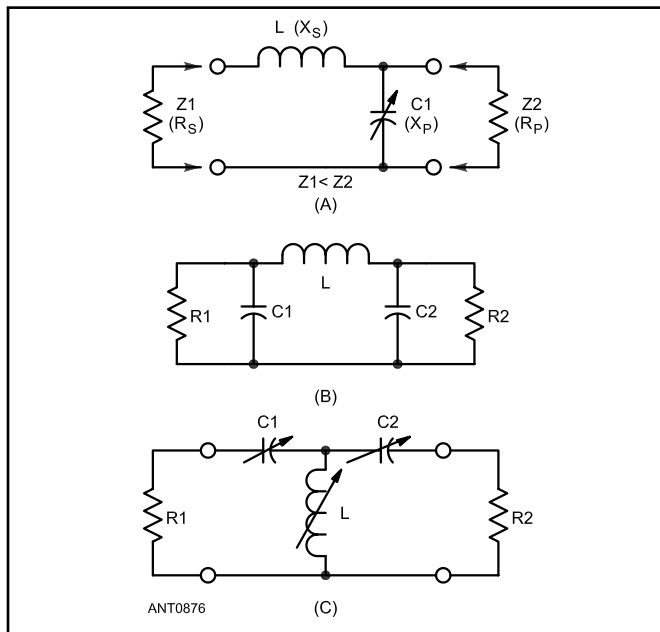 L (XS)
Z1
(RS)
C1
(XP)
Z2
(RP)
Z1< Z2
(A)
R1
C1
L
C2
R2
(B)
C1
C2
R1
L
R2
ANT0876
(C)